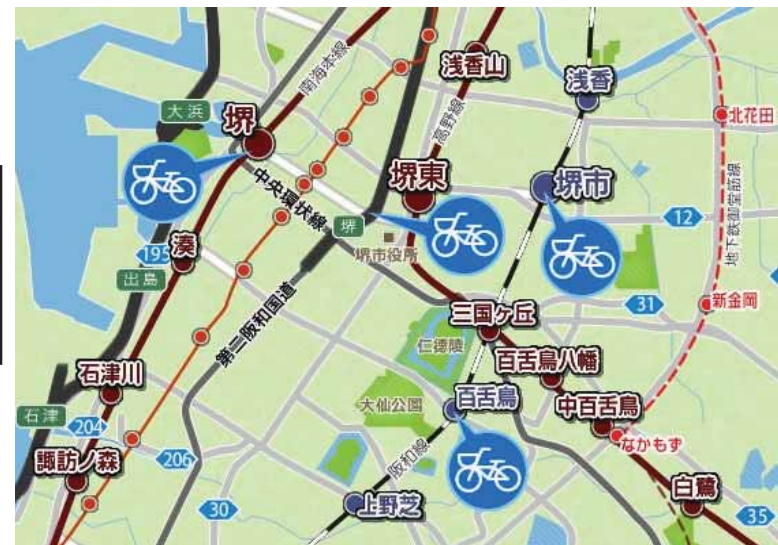 南海本線
浅香山
浅香
大浜
堺
高野線
北花田
堺東
堺市
中央環状線
地下鉄御堂筋線
12
堺
195
湊
堺市役所
出島
第二阪和国道
31
新金岡
三国ヶ丘
仁徳陵
石津川
百舌鳥八幡
大仙公園
百舌鳥
中百舌鳥
石津
204
なかもず
諏訪ノ森
206
阪和線
白鷺
30
上野芝
35